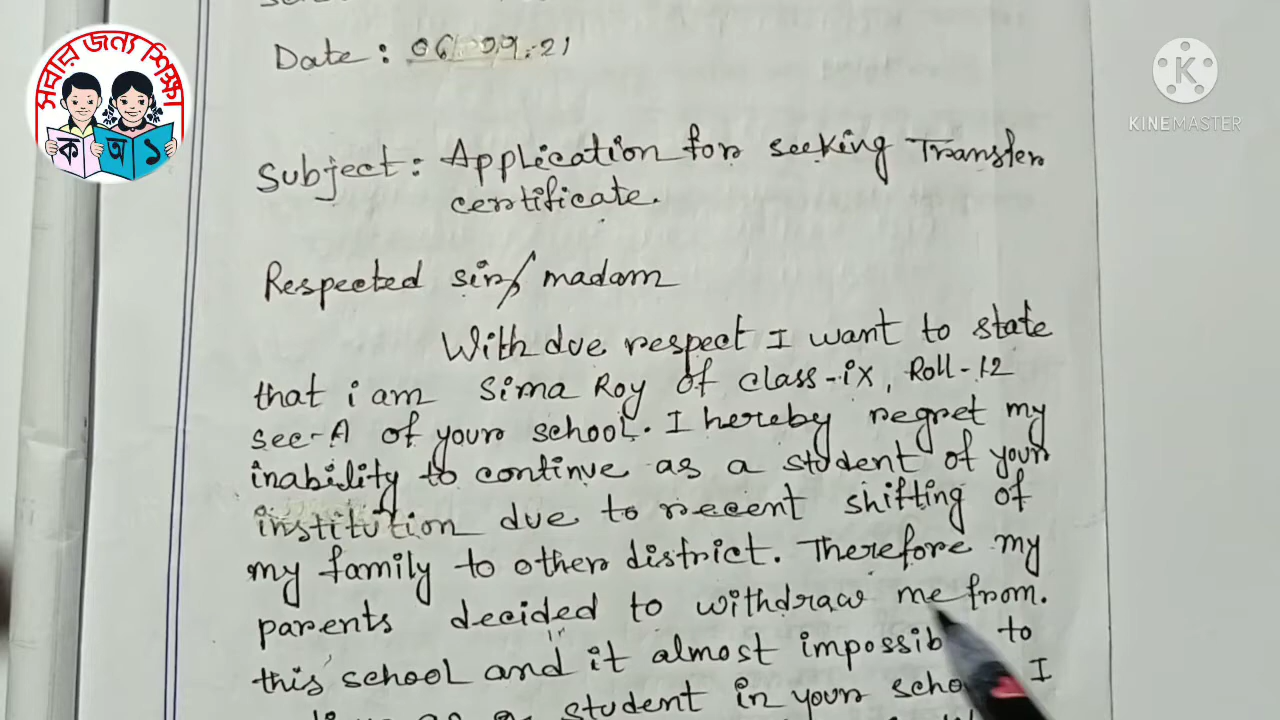 সবার জন্য শিক্ষা
ক অ ১
KINEMASTER
Date : 06.09.21
Subject: Application for seeking Transfer
certificate.
Respected sir/madam
With due respect I want to state
that i am Sima Roy of class-ix, Roll-12
sec-A of your school. I hereby regret my
inability to continue as a student of your
institution due to recent shifting of
my family to other district. Therefore my
parents decided to withdraw me from.
this school and it almost impossib to
student in your scho I